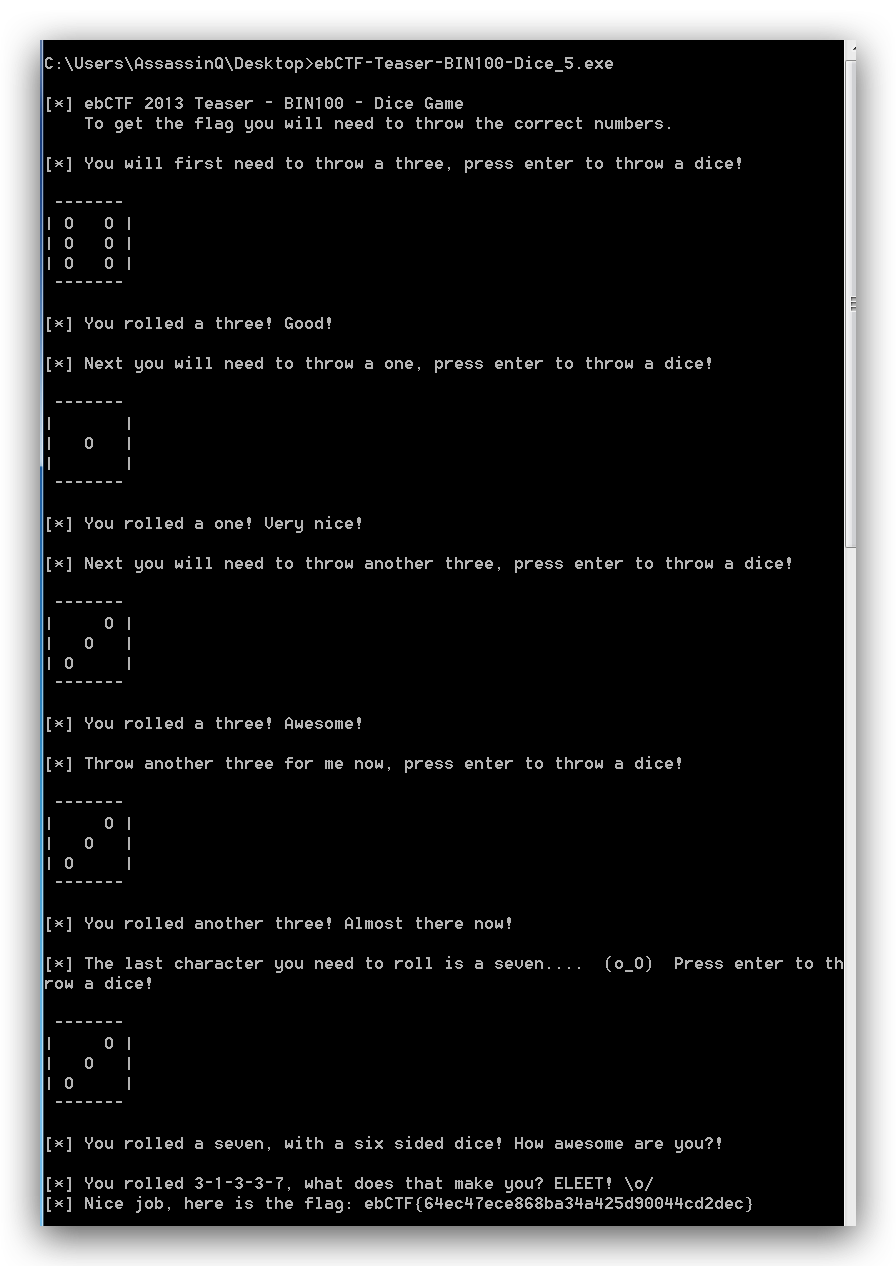 C:\Users\AssassinQ\Desktop>ebCTF-Teaser-BIN100-Dice_5.exe
[*] ebCTF 2013 Teaser - BIN100 - Dice Game
    To get the flag you will need to throw the correct numbers.
[*] You will first need to throw a three, press enter to throw a dice!
 -------
| O   O |
| O   O |
| O   O |
 -------
[*] You rolled a three! Good!
[*] Next you will need to throw a one, press enter to throw a dice!
 -------
|       |
|   O   |
|       |
 -------
[*] You rolled a one! Very nice!
[*] Next you will need to throw another three, press enter to throw a dice!
 -------
|     O |
|   O   |
| O     |
 -------
[*] You rolled a three! Awesome!
[*] Throw another three for me now, press enter to throw a dice!
 -------
|     O |
|   O   |
| O     |
 -------
[*] You rolled another three! Almost there now!
[*] The last character you need to roll is a seven....  (o_O)  Press enter to th
row a dice!
 -------
|     O |
|   O   |
| O     |
 -------
[*] You rolled a seven, with a six sided dice! How awesome are you?!
[*] You rolled 3-1-3-3-7, what does that make you? ELEET! \o/
[*] Nice job, here is the flag: ebCTF{64ec47ece868ba34a425d90044cd2dec}